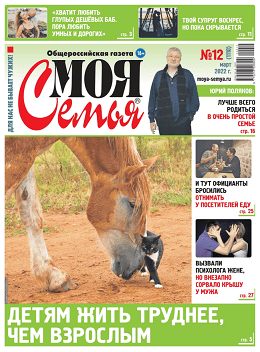 «ХВАТИТ ЛЮБИТЬ
ГЛУПЫХ ДЕШЁВЫХ БАБ.
ПОРА ЛЮБИТЬ
УМНЫХ И ДОРОГИХ»
стр. 3
ТВОЙ СУПРУГ ВОСКРЕС,
НО ПОКА СКРЫВАЕТСЯ
стр. 11
ДЛЯ НАС НЕ БЫВАЕТ ЧУЖИХ!
Общероссийская газета
16+
МОЯ
Семья®
№12
март
2022 г.
moya-semya.ru
ЮРИЙ ПОЛЯКОВ:
ЛУЧШЕ ВСЕГО
РОДИТЬСЯ
В ОЧЕНЬ ПРОСТОЙ
СЕМЬЕ
стр. 16
И ТУТ ОФИЦИАНТЫ
БРОСИЛИСЬ
ОТНИМАТЬ
У ПОСЕТИТЕЛЕЙ ЕДУ
стр. 25
ВЫЗВАЛИ
ПСИХОЛОГА ЖЕНЕ,
НО ВНЕЗАПНО
СОРВАЛО КРЫШУ
У МУЖА
стр. 27
ДЕТЯМ ЖИТЬ ТРУДНЕЕ,
ЧЕМ ВЗРОСЛЫМ
стр. 3